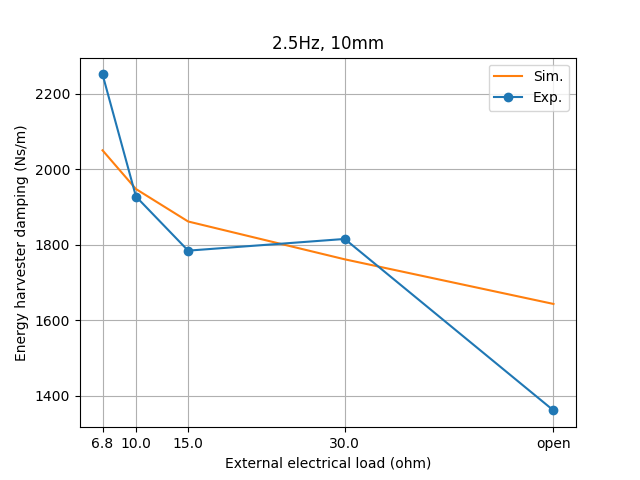 2.5Hz, 10mm
Sim.
Exp.
Energy harvester damping (Ns/m)
2200
2000
1800
1600
1400
6.8 10.0 15.0 30.0 open
External electrical load (ohm)